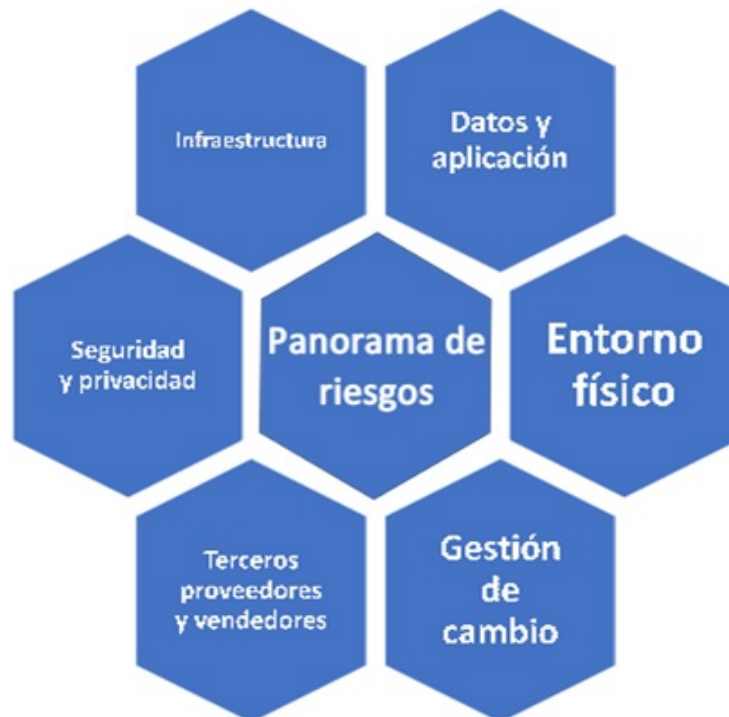 Infraestructura
Datos y
aplicación
Seguridad
y privacidad
Panorama de
riesgos
Entorno
físico
Terceros
proveedores
y vendedores
Gestión
de
cambio